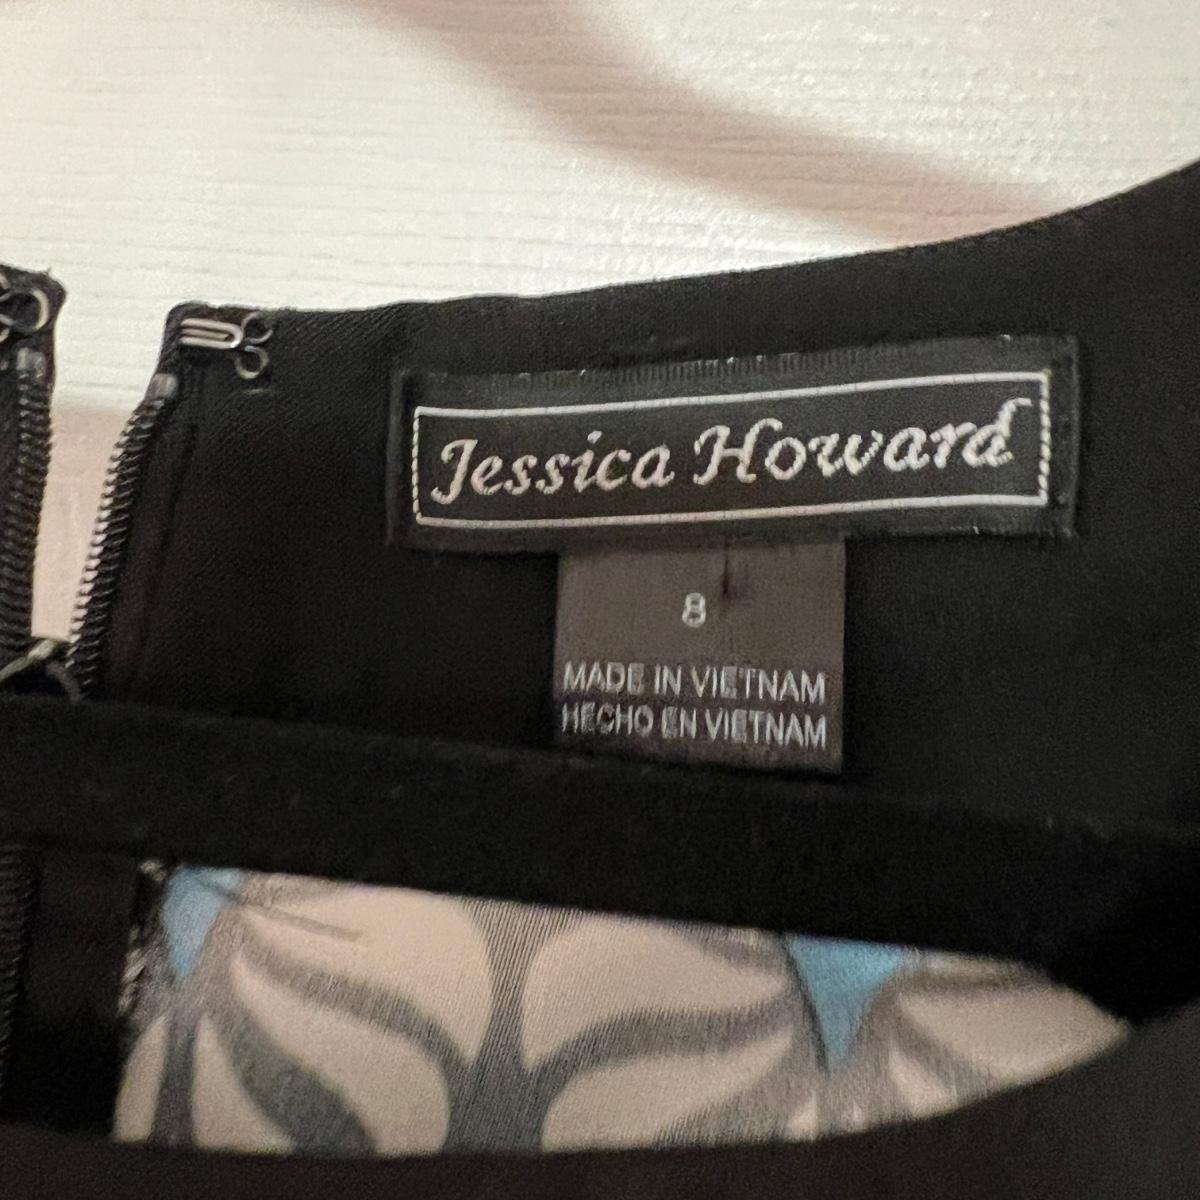 Jessica Howard
8
MADE IN VIETNAM
HECHO EN VIETNAM